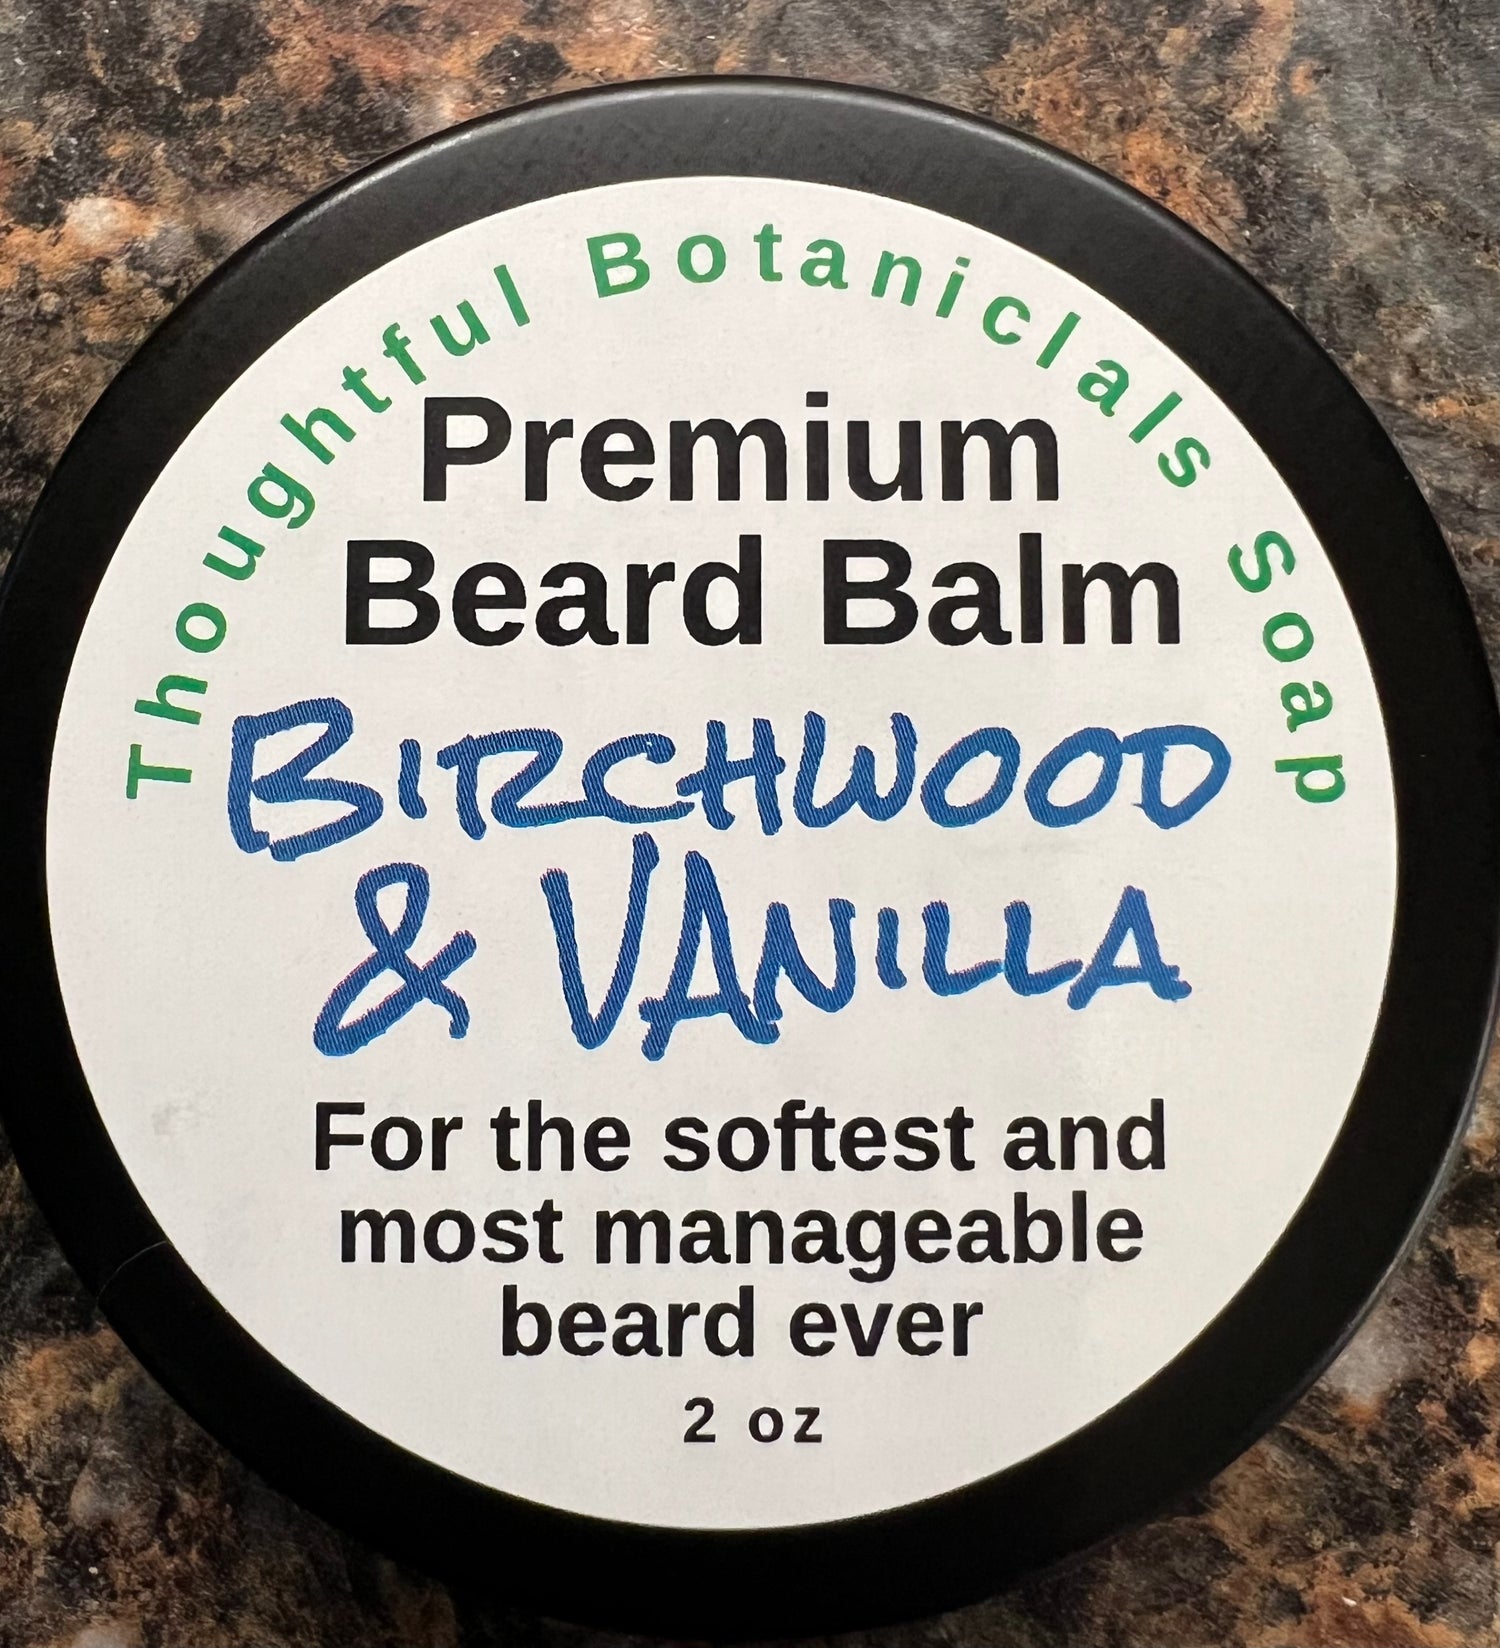 Thoughtful Botaniclals Soap
Premium
Beard Balm
BIRCHWOOD
& VANILLA
For the softest and
most manageable
beard ever
2 oz